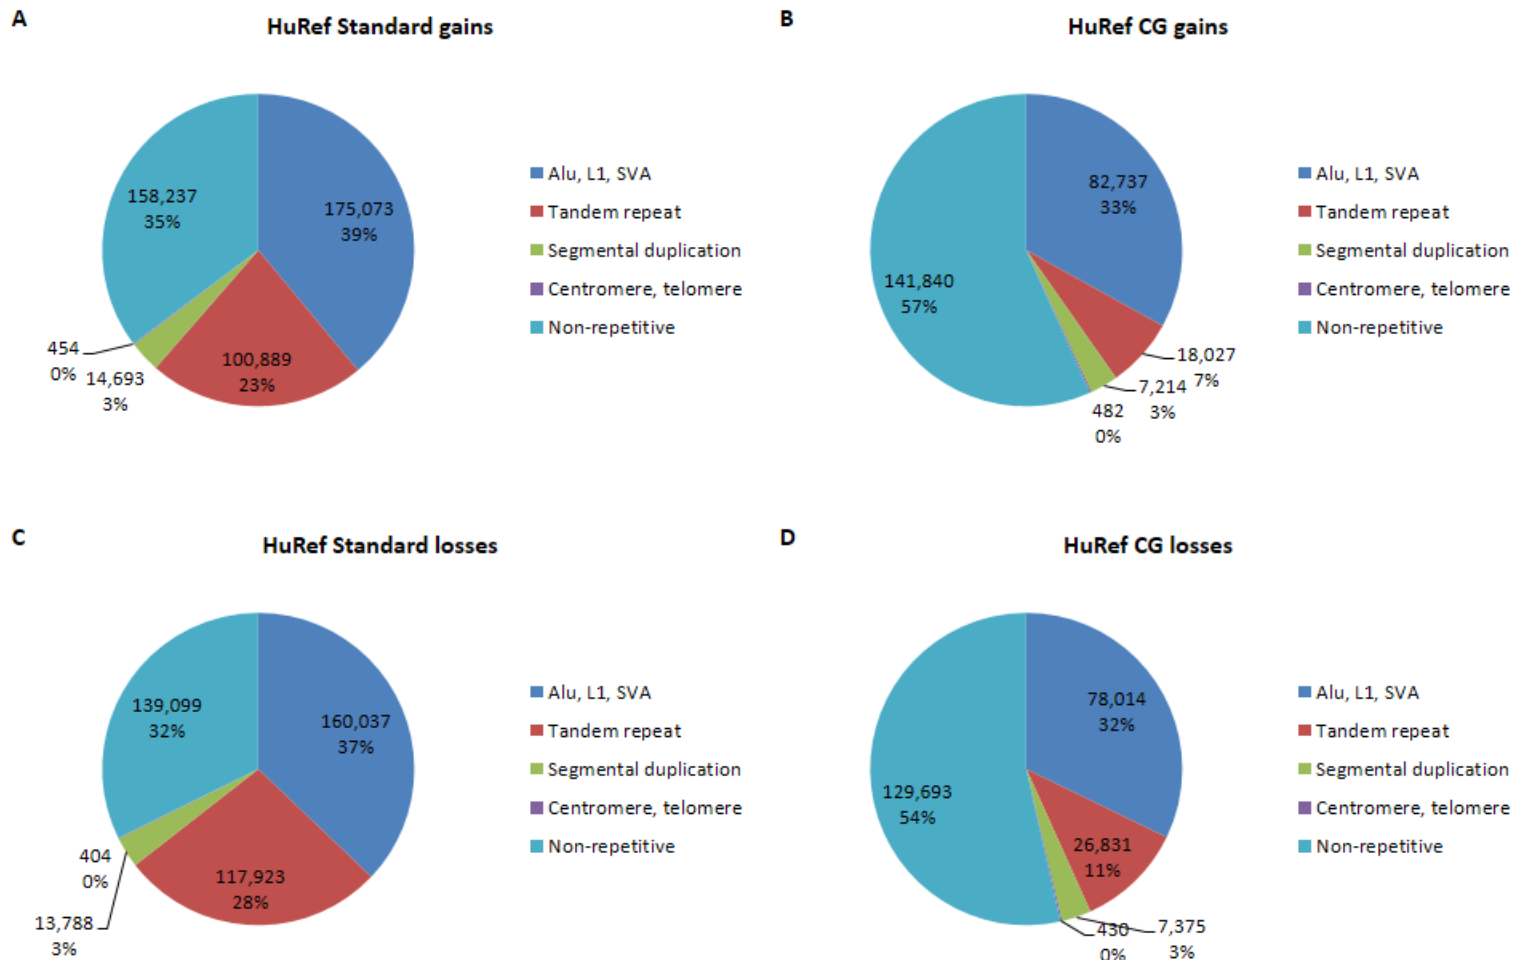 A
HuRef Standard gains
158,237
35%
175,073
39%
100,889
23%
454
0%
14,693
3%
Alu, L1, SVA
Tandem repeat
Segmental duplication
Centromere, telomere
Non-repetitive
B
HuRef CG gains
82,737
33%
141,840
57%
18,027
7%
7,214
3%
482
0%
Alu, L1, SVA
Tandem repeat
Segmental duplication
Centromere, telomere
Non-repetitive
C
HuRef Standard losses
139,099
32%
160,037
37%
117,923
28%
404
0%
13,788
3%
Alu, L1, SVA
Tandem repeat
Segmental duplication
Centromere, telomere
Non-repetitive
D
HuRef CG losses
78,014
32%
129,693
54%
26,831
11%
430
0%
7,375
3%
Alu, L1, SVA
Tandem repeat
Segmental duplication
Centromere, telomere
Non-repetitive